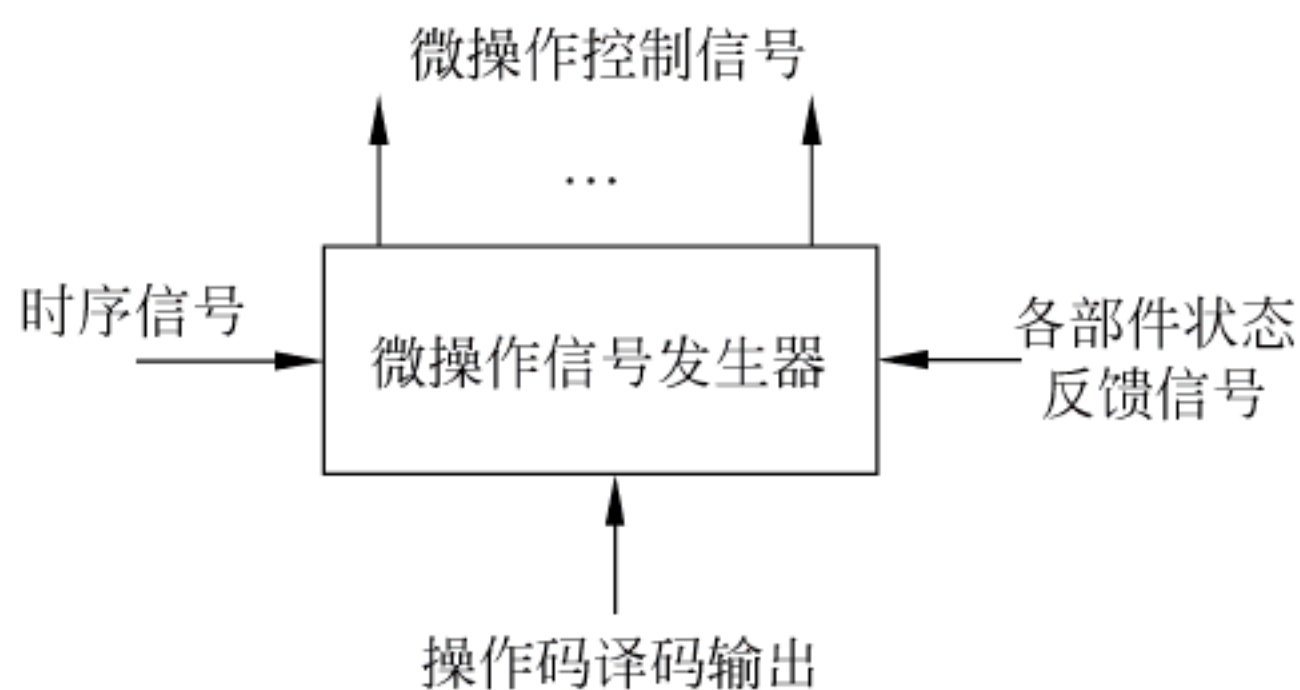 微操作控制信号
…
时序信号
微操作信号发生器
各部件状态
反馈信号
操作码译码输出